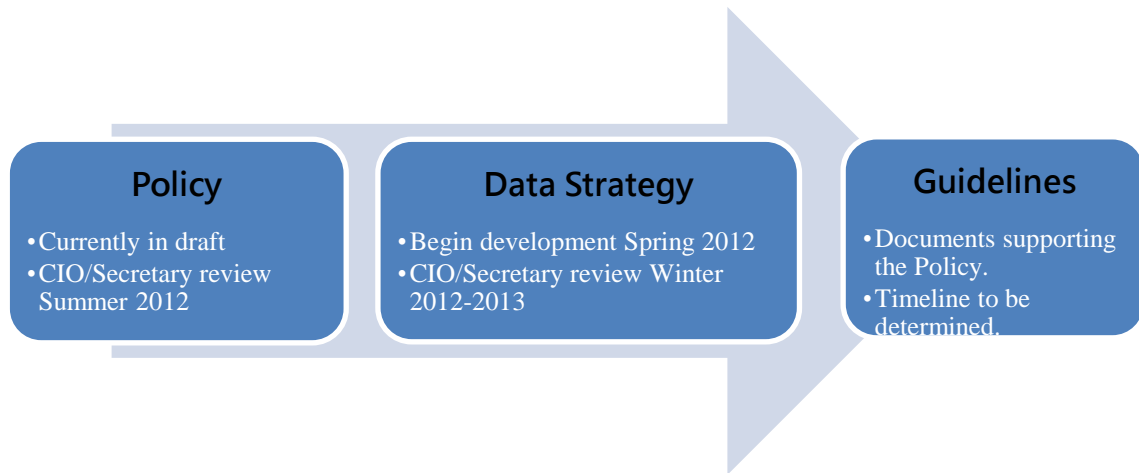 Policy
•Currently in draft
•CIO/Secretary review
Summer 2012
Data Strategy
•Begin development Spring 2012
•CIO/Secretary review Winter
2012-2013
Guidelines
•Documents supporting
the Policy.
•Timeline to be
determined.